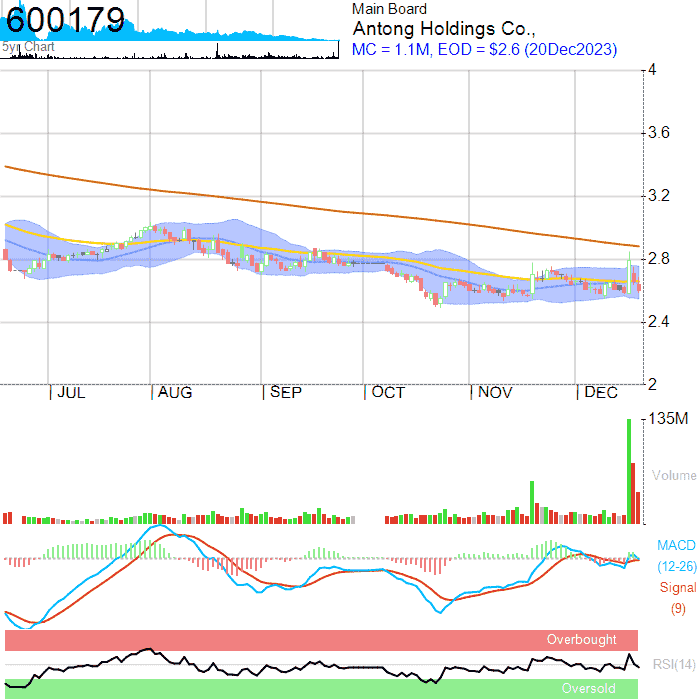 600179
5yr Chart
Main Board
Antong Holdings Co.,
MC = 1.1M, EOD = $2.6 (20Dec2023)
4
3.6
3.2
2.8
2.4
2
JUL
AUG
SEP
OCT
NOV
DEC
135M
Volume
MACD
(12-26)
Signal
(9)
Overbought
RSI(14)
Oversold